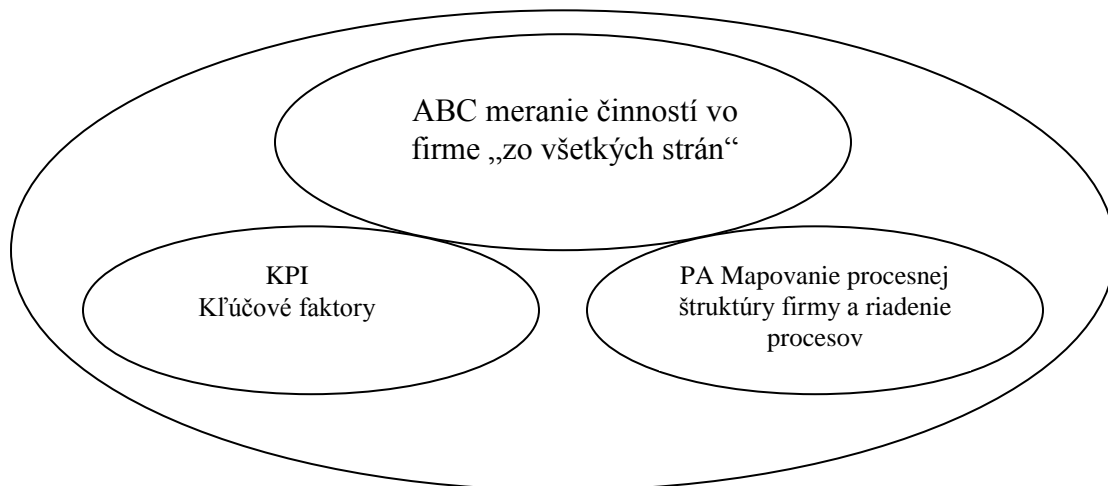 ABC meranie činností vo
firme „zo všetkých strán“
KPI
Kľúčové faktory
PA Mapovanie procesnej
štruktúry firmy a riadenie
procesov